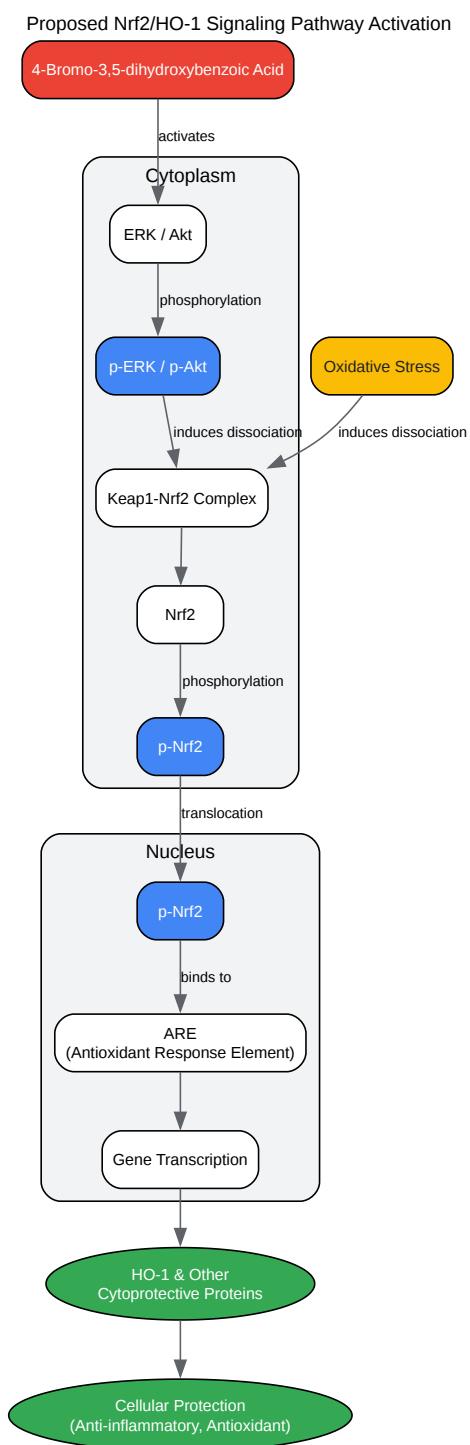 Proposed Nrf2/HO-1 Signaling Pathway Activation
4-Bromo-3,5-dihydroxybenzoic Acid
activates
Cytoplasm
ERK / Akt
phosphorylation
p-ERK / p-Akt
Oxidative Stress
induces dissociation
induces dissociation
Keap1-Nrf2 Complex
Nrf2
phosphorylation
p-Nrf2
translocation
Nucleus
p-Nrf2
binds to
ARE
(Antioxidant Response Element)
Gene Transcription
HO-1 & Other
Cytoprotective Proteins
Cellular Protection
(Anti-inflammatory, Antioxidant)